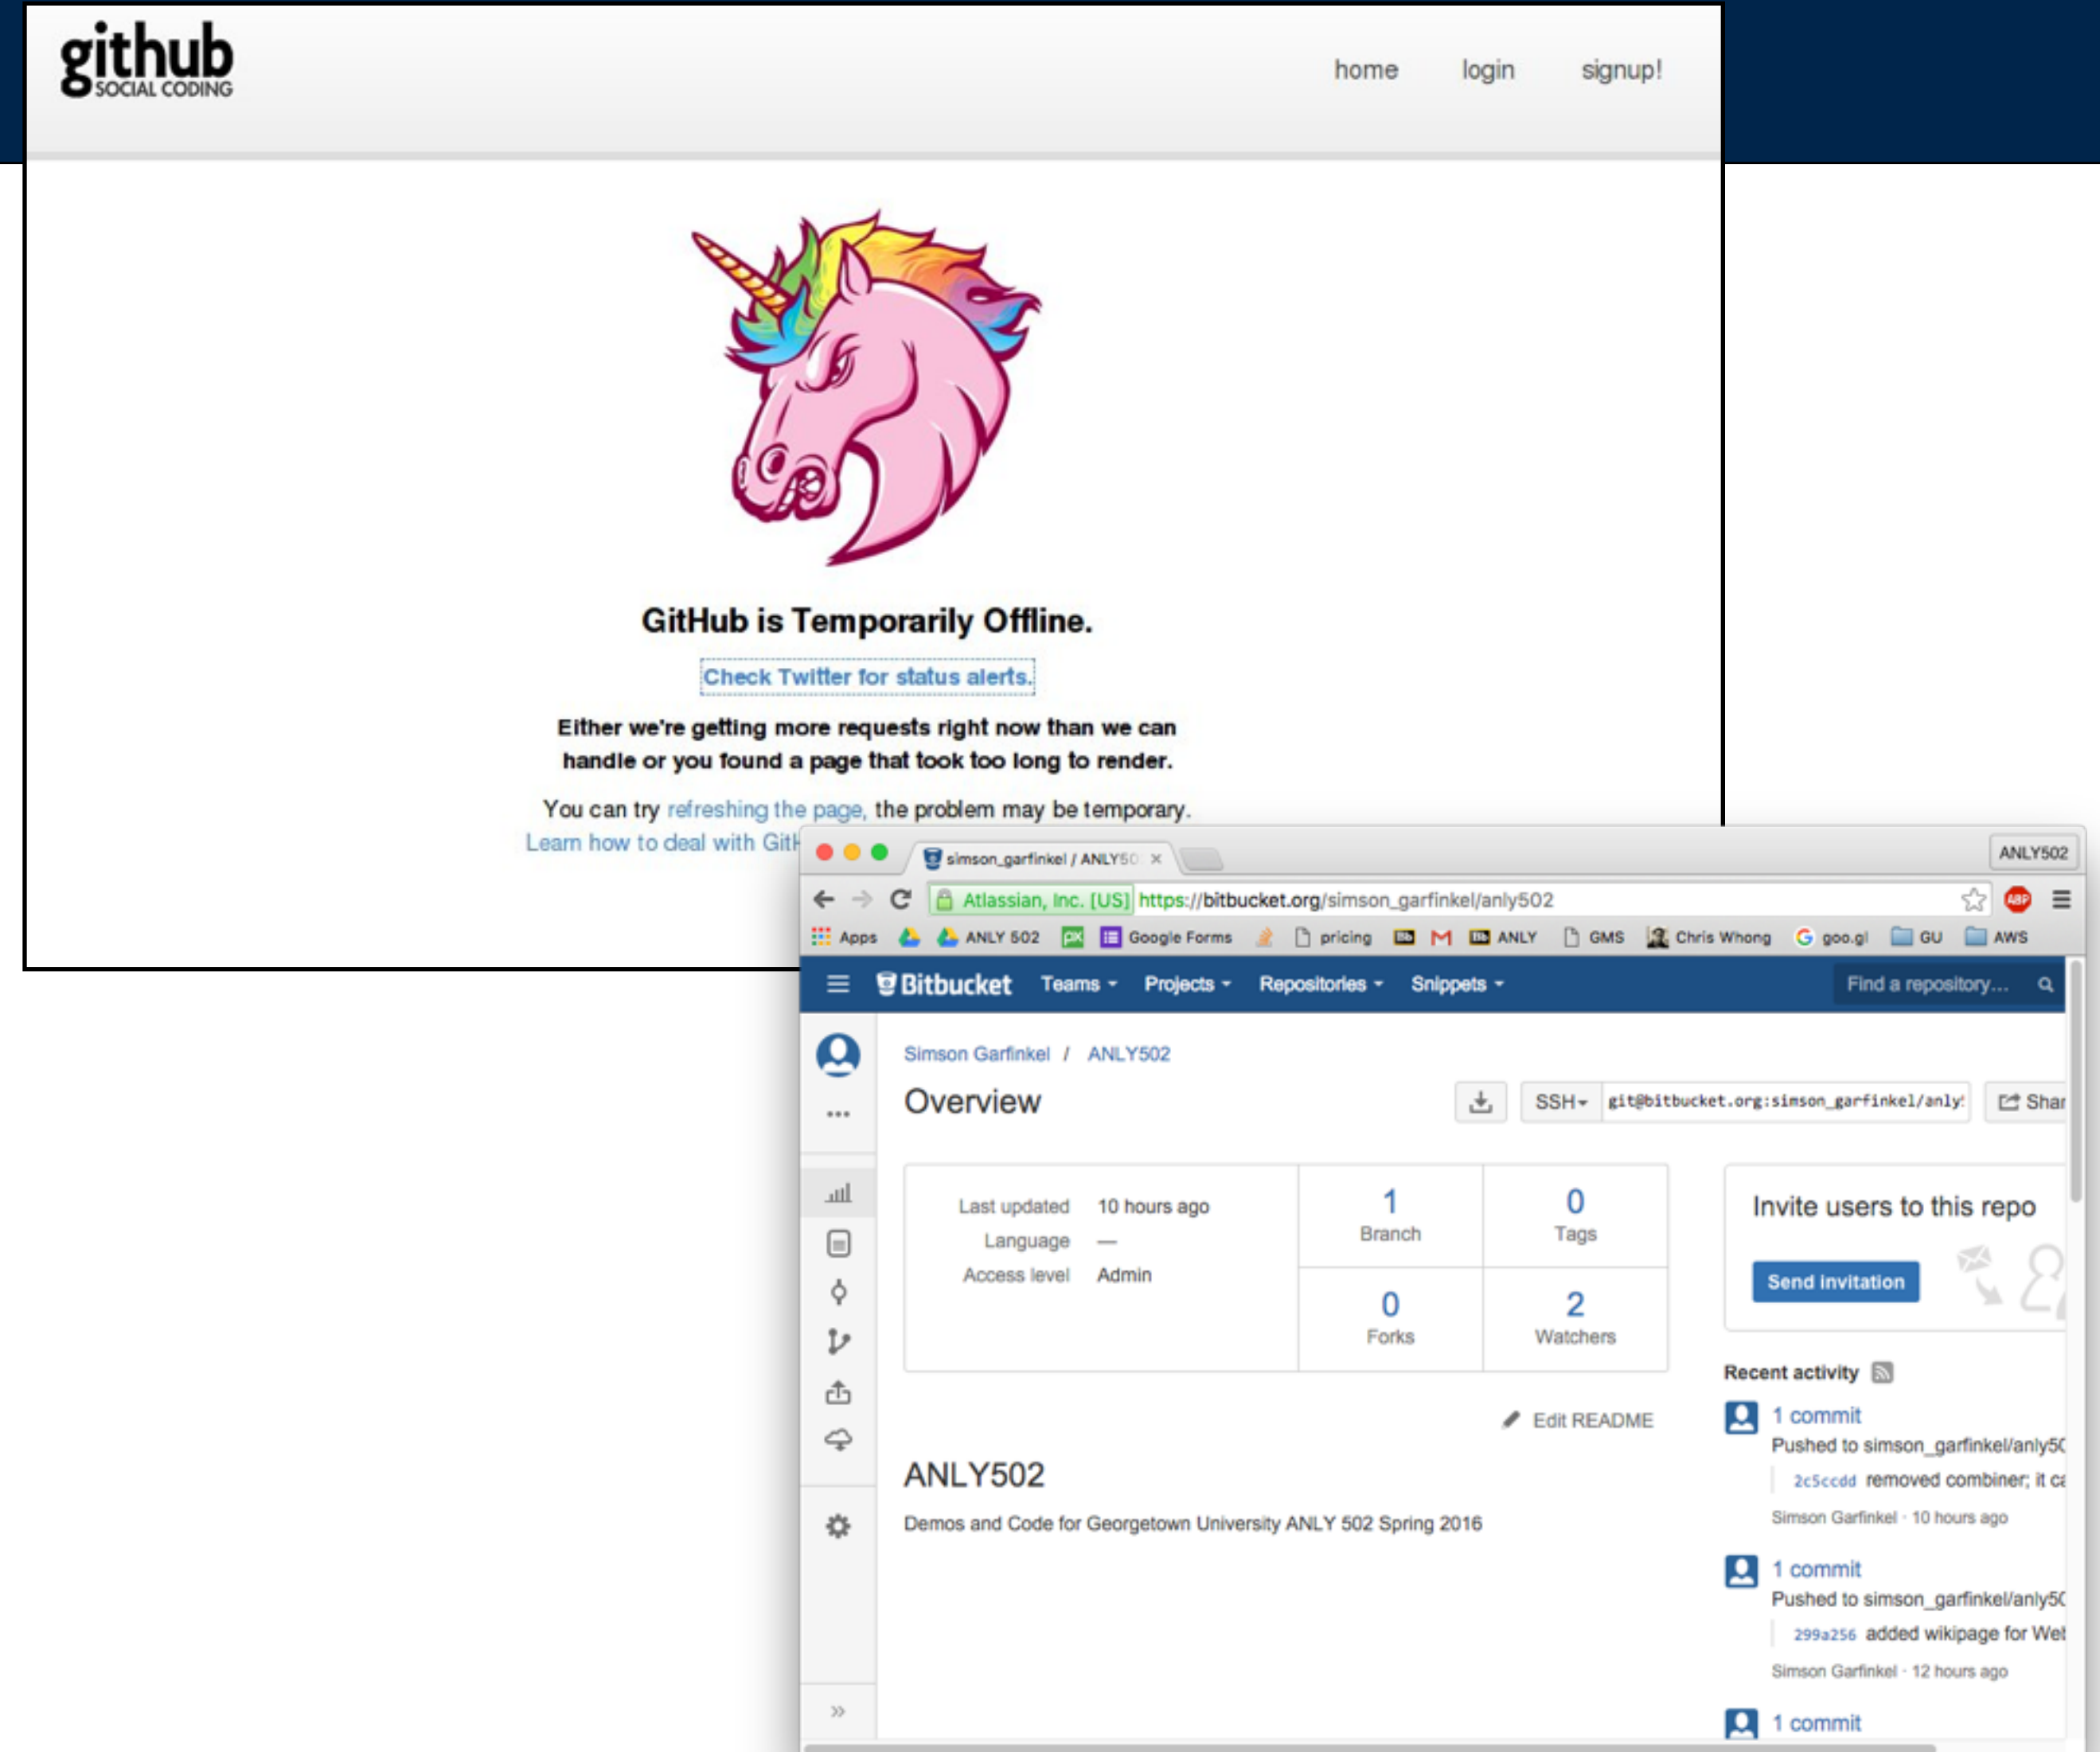 github
SOCIAL CODING
home login signup!
GitHub is Temporarily Offline.
Check Twitter for status alerts.
Either we're getting more requests right now than we can
handle or you found a page that took too long to render.
You can try refreshing the page, the problem may be temporary.
Learn how to deal with Git
simson_garfinkel / ANLY50 ×
ANLY502
Atlassian, Inc. [US] https://bitbucket.org/simson_garfinkel/anly502
ABP
Apps ANLY 502 px Google Forms pricing Bb M Bb ANLY GMS Chris Whong G goo.gl GU AWS
Bitbucket Teams Projects Repositories Snippets Find a repository...
Simson Garfinkel / ANLY502
Overview
SSH git@bitbucket.org:simson_garfinkel/anly Shar
Last updated 10 hours ago
Language —
Access level Admin
1
Branch
0
Tags
0
Forks
2
Watchers
Invite users to this repo
Send invitation
Edit README
ANLY502
Demos and Code for Georgetown University ANLY 502 Spring 2016
Recent activity
1 commit
Pushed to simson_garfinkel/anly50
2c5ccdd removed combiner; it ca
Simson Garfinkel · 10 hours ago
1 commit
Pushed to simson_garfinkel/anly50
299a256 added wikipage for Web
Simson Garfinkel · 12 hours ago
1 commit